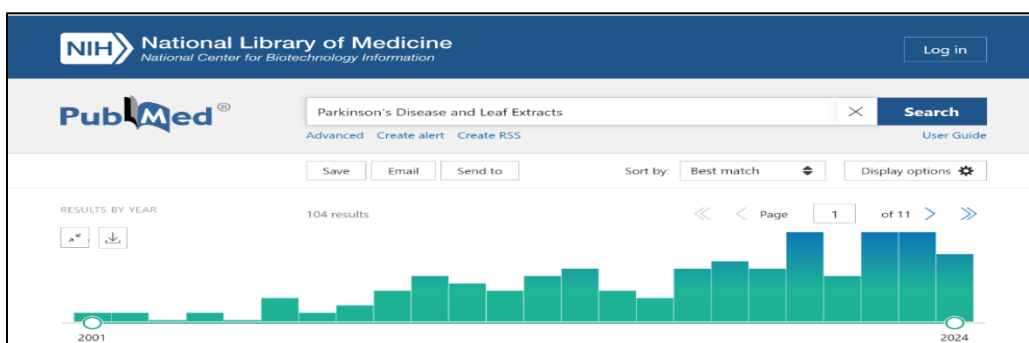 NIH National Library of Medicine
National Center for Biotechnology Information
Log in
PubMed®
Parkinson's Disease and Leaf Extracts
Search
Advanced Create alert Create RSS
User Guide
Save Email Send to
Sort by: Best match
Display options
RESULTS BY YEAR
104 results
Page 1 of 11
2001
2024